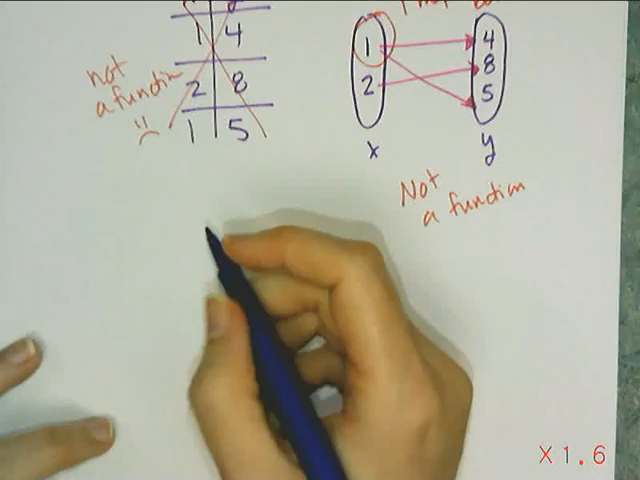 1 4
2 8
1 5
not
a function
1
2
x
4
8
5
y
Not
a function
X1.6